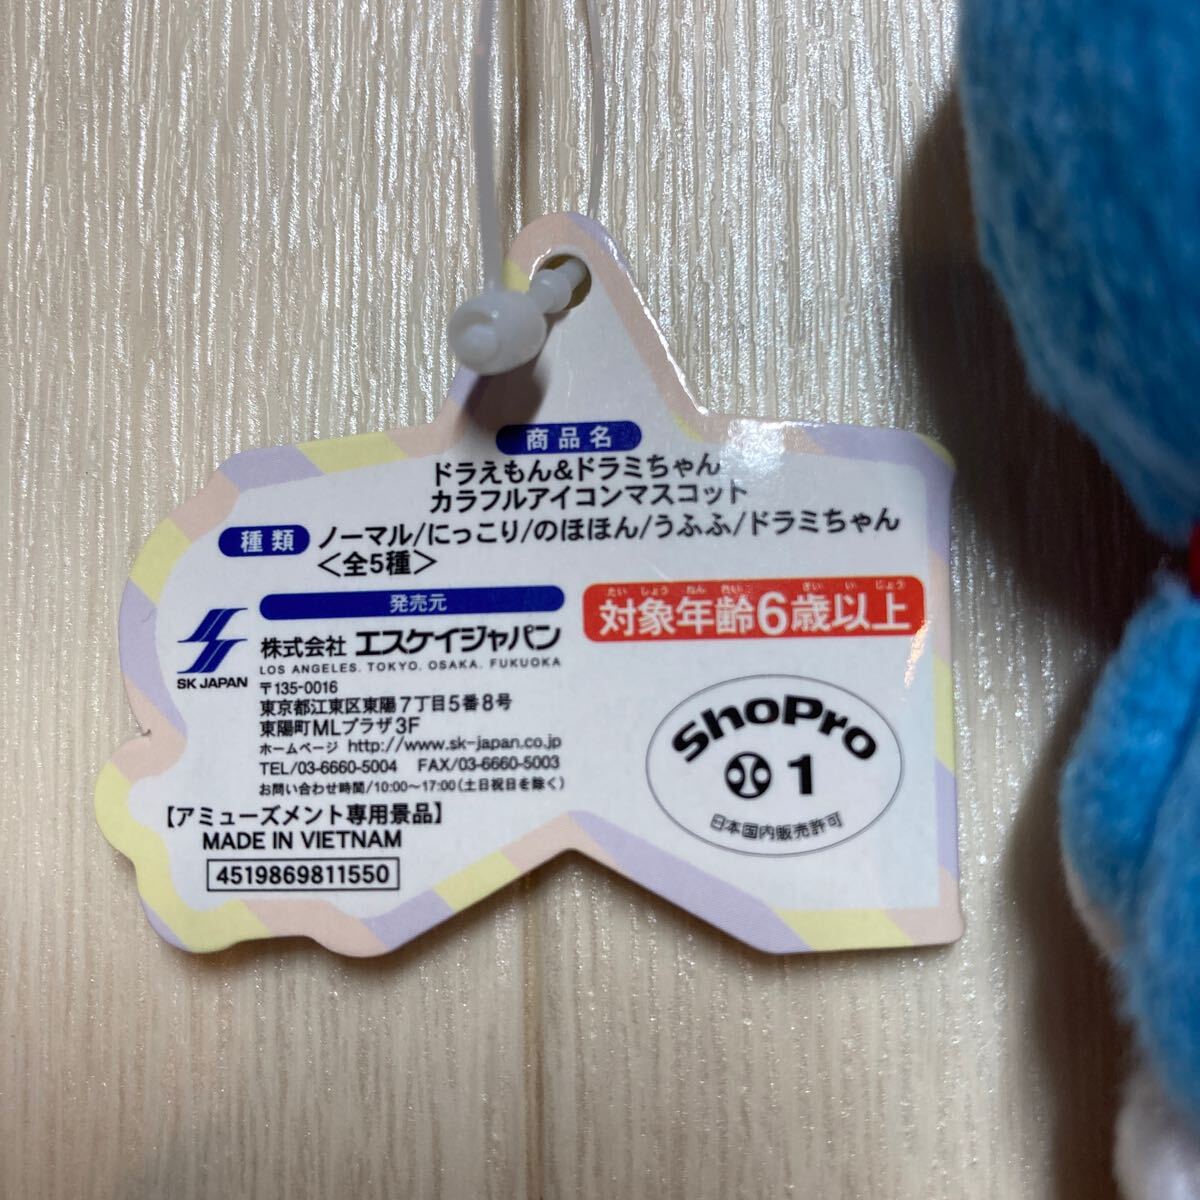 商品名
ドラえもん&ドラミちゃん
カラフルアイコンマスコット
種類 ノーマル/にっこり/のほほん/うふふ/ドラミちゃん
＜全5種＞
発売元
SK JAPAN
株式会社 エスケイジャパン
LOS ANGELES. TOKYO. OSAKA. FUKUOKA
〒135-0016
東京都江東区東陽7丁目5番8号
東陽町MLプラザ3F
ホームページ http://www.sk-japan.co.jp
TEL/03-6660-5004 FAX/03-6660-5003
お問い合わせ時間/10:00~17:00(土日祝日を除く)
【アミューズメント専用景品】
MADE IN VIETNAM
4519869811550
たいしょうねんれい さいいじょう
対象年齢6歳以上
ShoPro
1
日本国内販売許可